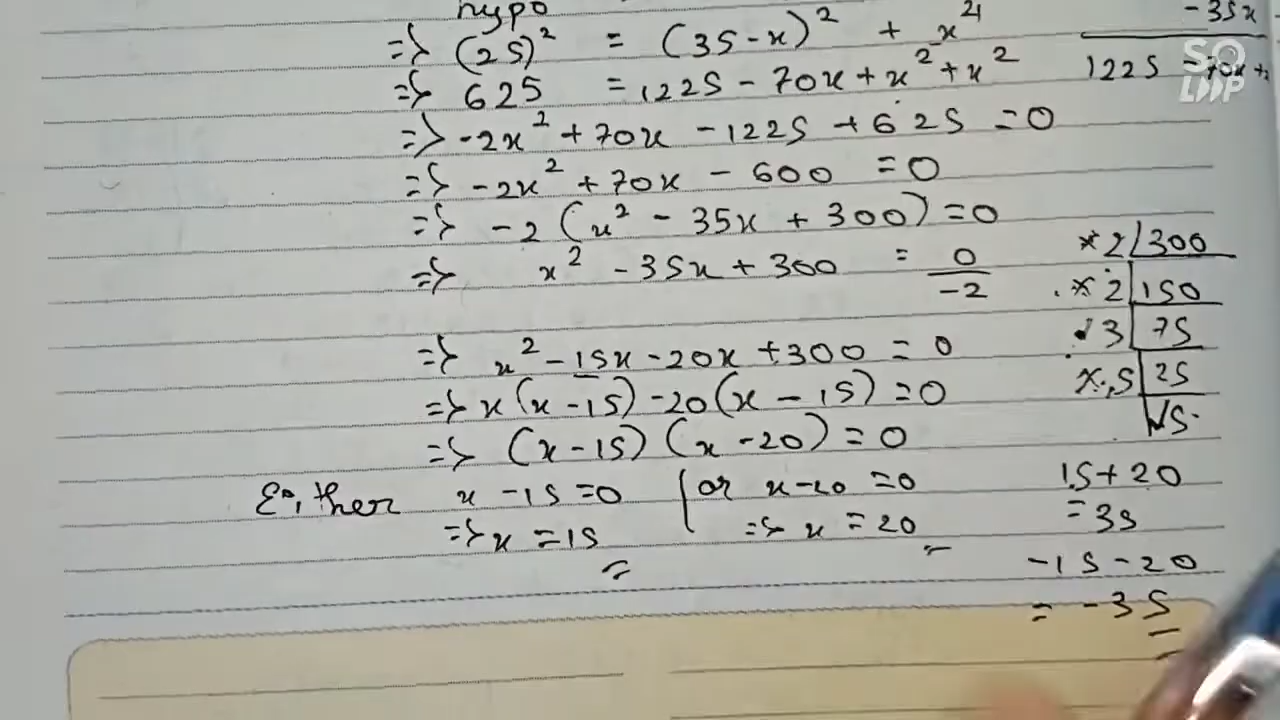 hypo
=> (25)² = (35-x)² + x²
=> 625 = 1225 - 70x + x² + x²
=> -2x² + 70x - 1225 + 625 = 0
=> -2x² + 70x - 600 = 0
=> -2 (x² - 35x + 300) = 0
=> x² - 35x + 300 = 0/-2
=> x² - 15x - 20x + 300 = 0
=> x(x - 15) - 20(x - 15) = 0
=> (x - 15) (x - 20) = 0
Either x - 15 = 0 or x - 20 = 0
=> x = 15 => x = 20
-35x
1225 - 70x +
SO LIIP
2 | 300
2 | 150
3 | 75
5 | 25
5
15 + 20
= 35
-15 - 20
= -35